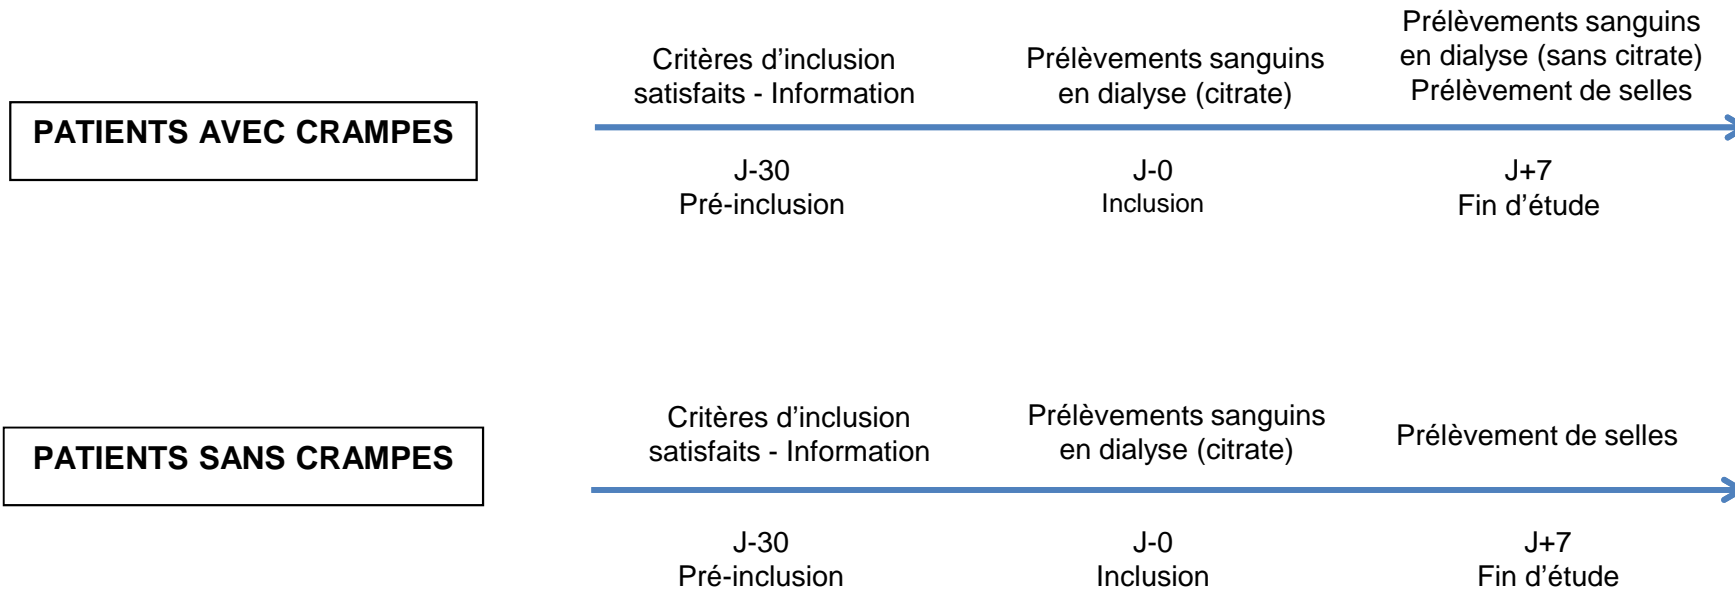 PATIENTS AVEC CRAMPES
Critères d'inclusion
satisfaits - Information
Prélèvements sanguins
en dialyse (citrate)
Prélèvements sanguins
en dialyse (sans citrate)
Prélèvement de selles
J-30
Pré-inclusion
J-0
Inclusion
J+7
Fin d'étude
PATIENTS SANS CRAMPES
Critères d'inclusion
satisfaits - Information
Prélèvements sanguins
en dialyse (citrate)
Prélèvement de selles
J-30
Pré-inclusion
J-0
Inclusion
J+7
Fin d'étude